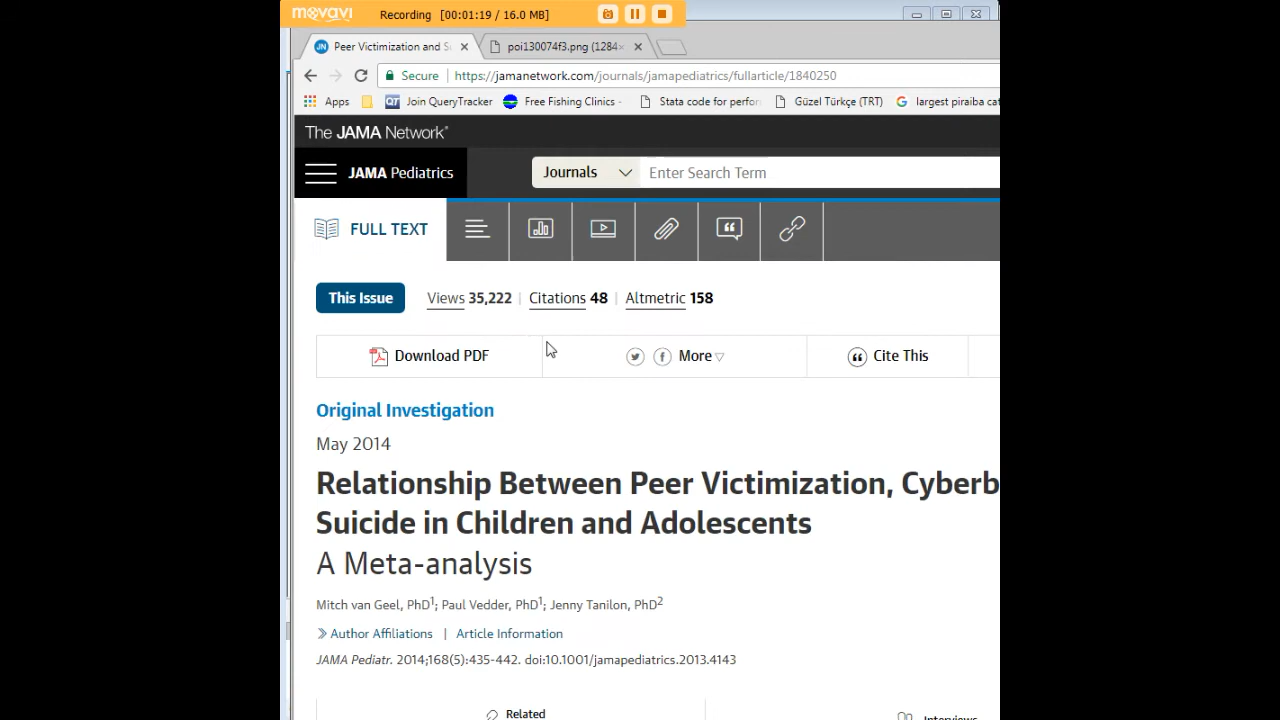 movavi Recording [00:01:19 / 16.0 MB]
Peer Victimization and Su poi130074f3.png (1284×
Secure https://jamanetwork.com/journals/jamapediatrics/fullarticle/1840250
Apps QT Join QueryTracker Free Fishing Clinics - Stata code for perfor Güzel Türkçe (TRT) G largest piraiba cat
The JAMA Network
JAMA Pediatrics Journals Enter Search Term
FULL TEXT
This Issue Views 35,222 | Citations 48 | Altmetric 158
Download PDF More Cite This
Original Investigation
May 2014
Relationship Between Peer Victimization, Cyberb
Suicide in Children and Adolescents
A Meta-analysis
Mitch van Geel, PhD1; Paul Vedder, PhD1; Jenny Tanilon, PhD2
Author Affiliations | Article Information
JAMA Pediatr. 2014;168(5):435-442. doi:10.1001/jamapediatrics.2013.4143
Related Interviews